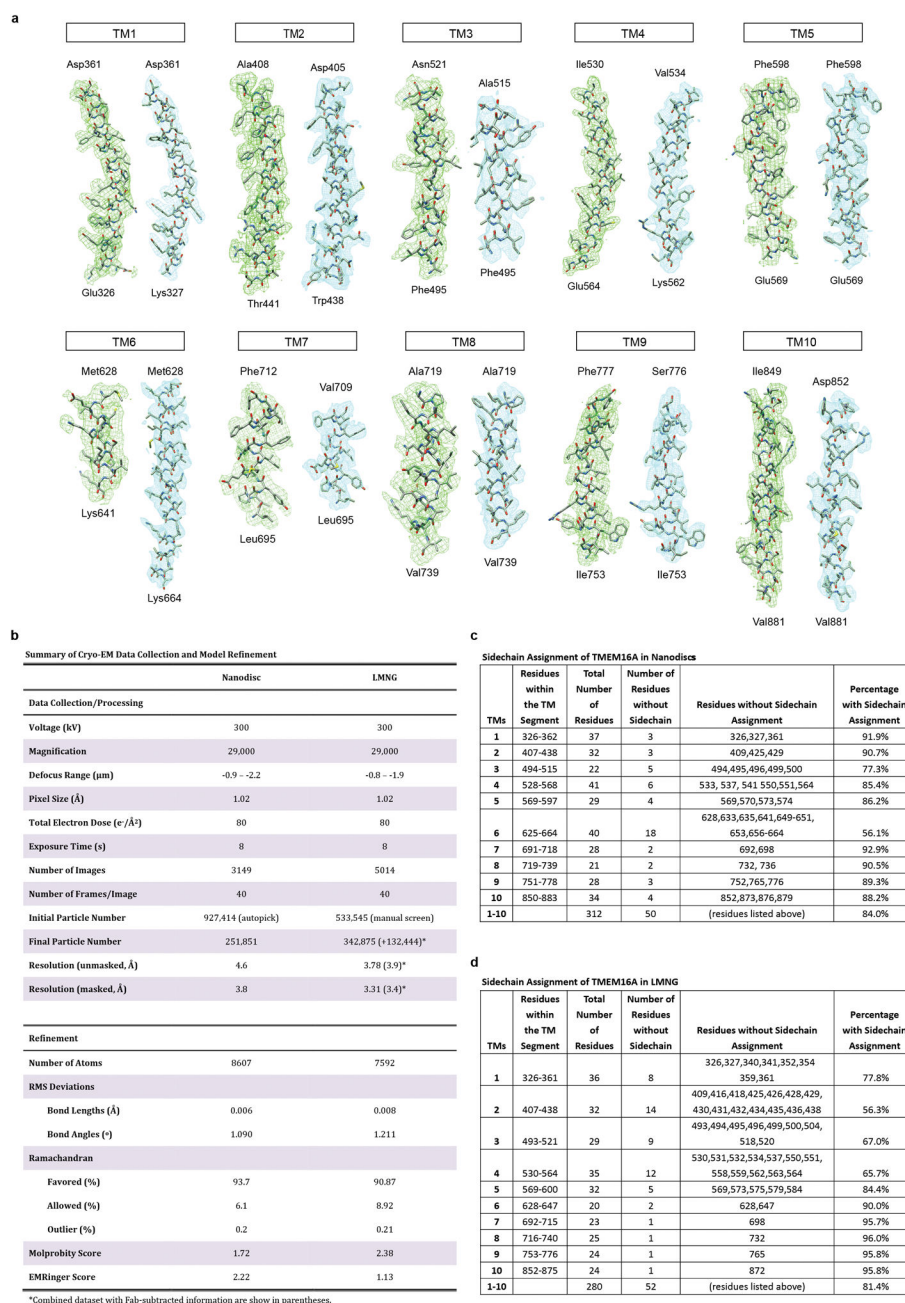 a
TM1
TM2
TM3
TM4
TM5
Asp361
Asp361
Ala408
Asp405
Asn521
Ala515
Ile530
Val534
Phe598
Phe598
Glu326
Lys327
Thr441
Trp438
Phe495
Phe495
Glu564
Lys562
Glu569
Glu569
TM6
TM7
TM8
TM9
TM10
Met628
Met628
Phe712
Val709
Ala719
Ala719
Phe777
Ser776
Ile849
Asp852
Lys641
Lys664
Leu695
Leu695
Val739
Val739
Ile753
Ile753
Val881
Val881
b
Summary of Cryo-EM Data Collection and Model Refinement
Nanodisc LMNG
Data Collection/Processing
Voltage (kV) 300 300
Magnification 29,000 29,000
Defocus Range (μm) -0.9 – -2.2 -0.8 – -1.9
Pixel Size (Å) 1.02 1.02
Total Electron Dose (e-/Å2) 80 80
Exposure Time (s) 8 8
Number of Images 3149 5014
Number of Frames/Image 40 40
Initial Particle Number 927,414 (autopick) 533,545 (manual screen)
Final Particle Number 251,851 342,875 (+132,444)*
Resolution (unmasked, Å) 4.6 3.78 (3.9)*
Resolution (masked, Å) 3.8 3.31 (3.4)*
Refinement
Number of Atoms 8607 7592
RMS Deviations
Bond Lengths (Å) 0.006 0.008
Bond Angles (º) 1.090 1.211
Ramachandran
Favored (%) 93.7 90.87
Allowed (%) 6.1 8.92
Outlier (%) 0.2 0.21
Molprobity Score 1.72 2.38
EMRinger Score 2.22 1.13
*Combined dataset with Fab-subtracted information are show in parentheses.
c
Sidechain Assignment of TMEM16A in Nanodiscs
Residues Total Number of
within Number Residues Percentage
the TM of without Residues without Sidechain with Sidechain
TMs Segment Residues Sidechain Assignment Assignment
1 326-362 37 3 326,327,361 91.9%
2 407-438 32 3 409,425,429 90.7%
3 494-515 22 5 494,495,496,499,500 77.3%
4 528-568 41 6 533, 537, 541 550,551,564 85.4%
5 569-597 29 4 569,570,573,574 86.2%
628,633,635,641,649-651,
6 625-664 40 18 653,656-664 56.1%
7 691-718 28 2 692,698 92.9%
8 719-739 21 2 732, 736 90.5%
9 751-778 28 3 752,765,776 89.3%
10 850-883 34 4 852,873,876,879 88.2%
1-10 312 50 (residues listed above) 84.0%
d
Sidechain Assignment of TMEM16A in LMNG
Residues Total Number of
within Number Residues Percentage
the TM of without Residues without Sidechain with Sidechain
TMs Segment Residues Sidechain Assignment Assignment
326,327,340,341,352,354
1 326-361 36 8 359,361 77.8%
409,416,418,425,426,428,429,
2 407-438 32 14 430,431,432,434,435,436,438 56.3%
493,494,495,496,499,500,504,
3 493-521 29 9 518,520 67.0%
530,531,532,534,537,550,551,
4 530-564 35 12 558,559,562,563,564 65.7%
5 569-600 32 5 569,573,575,579,584 84.4%
6 628-647 20 2 628,647 90.0%
7 692-715 23 1 698 95.7%
8 716-740 25 1 732 96.0%
9 753-776 24 1 765 95.8%
10 852-875 24 1 872 95.8%
1-10 280 52 (residues listed above) 81.4%